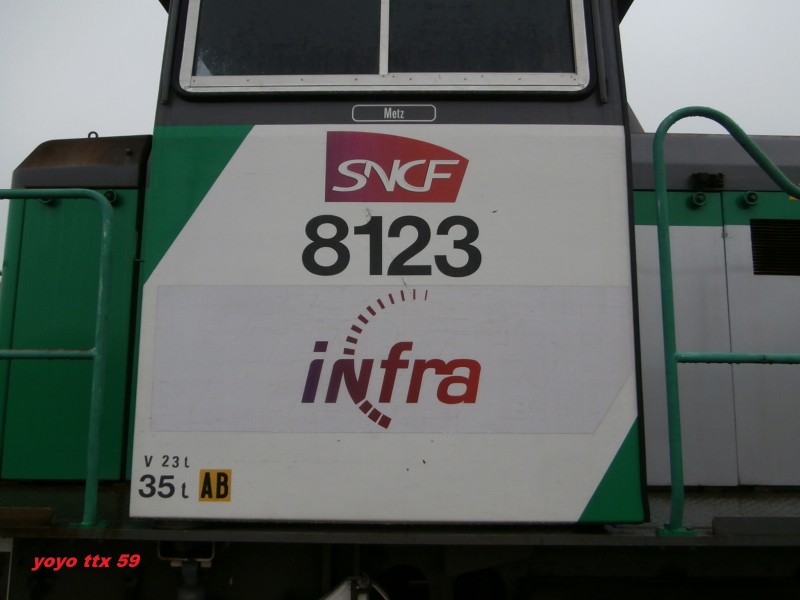 Metz
SNCF
8123
infra
V 23 t
35 t AB
yoyo ttx 59